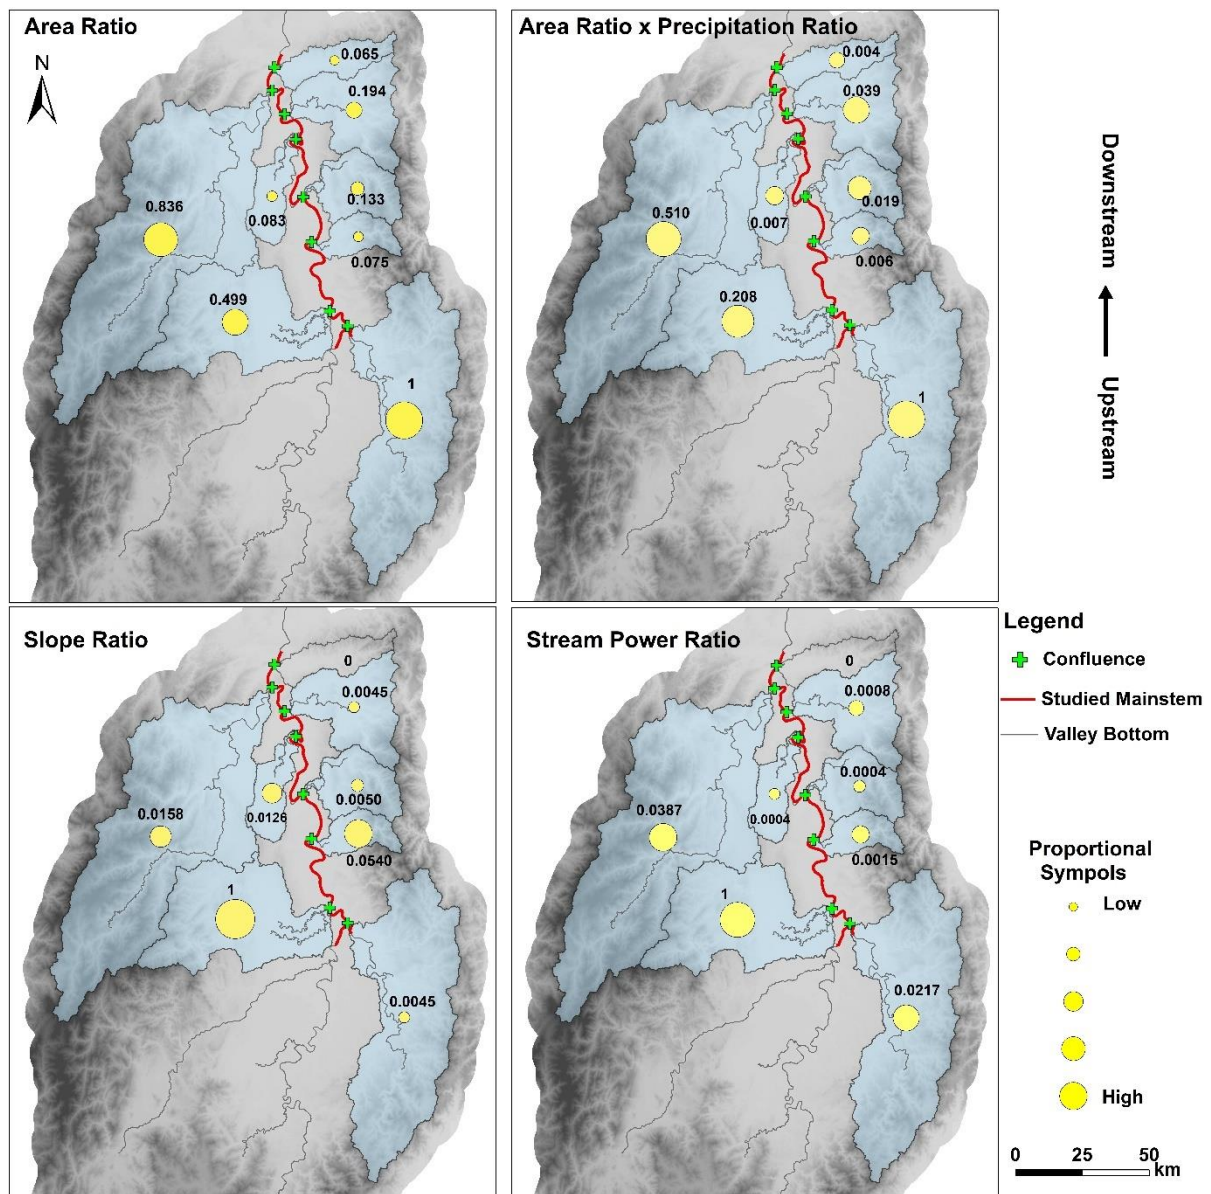 Area Ratio
N
0.065
0.194
0.133
0.083
0.075
0.836
0.499
1
Area Ratio x Precipitation Ratio
0.004
0.039
0.019
0.007
0.006
0.510
0.208
1
Downstream
Upstream
Slope Ratio
0
0.0045
0.0050
0.0126
0.0540
0.0158
1
0.0045
Stream Power Ratio
0
0.0008
0.0004
0.0004
0.0015
0.0387
1
0.0217
Legend
Confluence
Studied Mainstem
Valley Bottom
Proportional
Sympols
Low
High
0 25 50
km